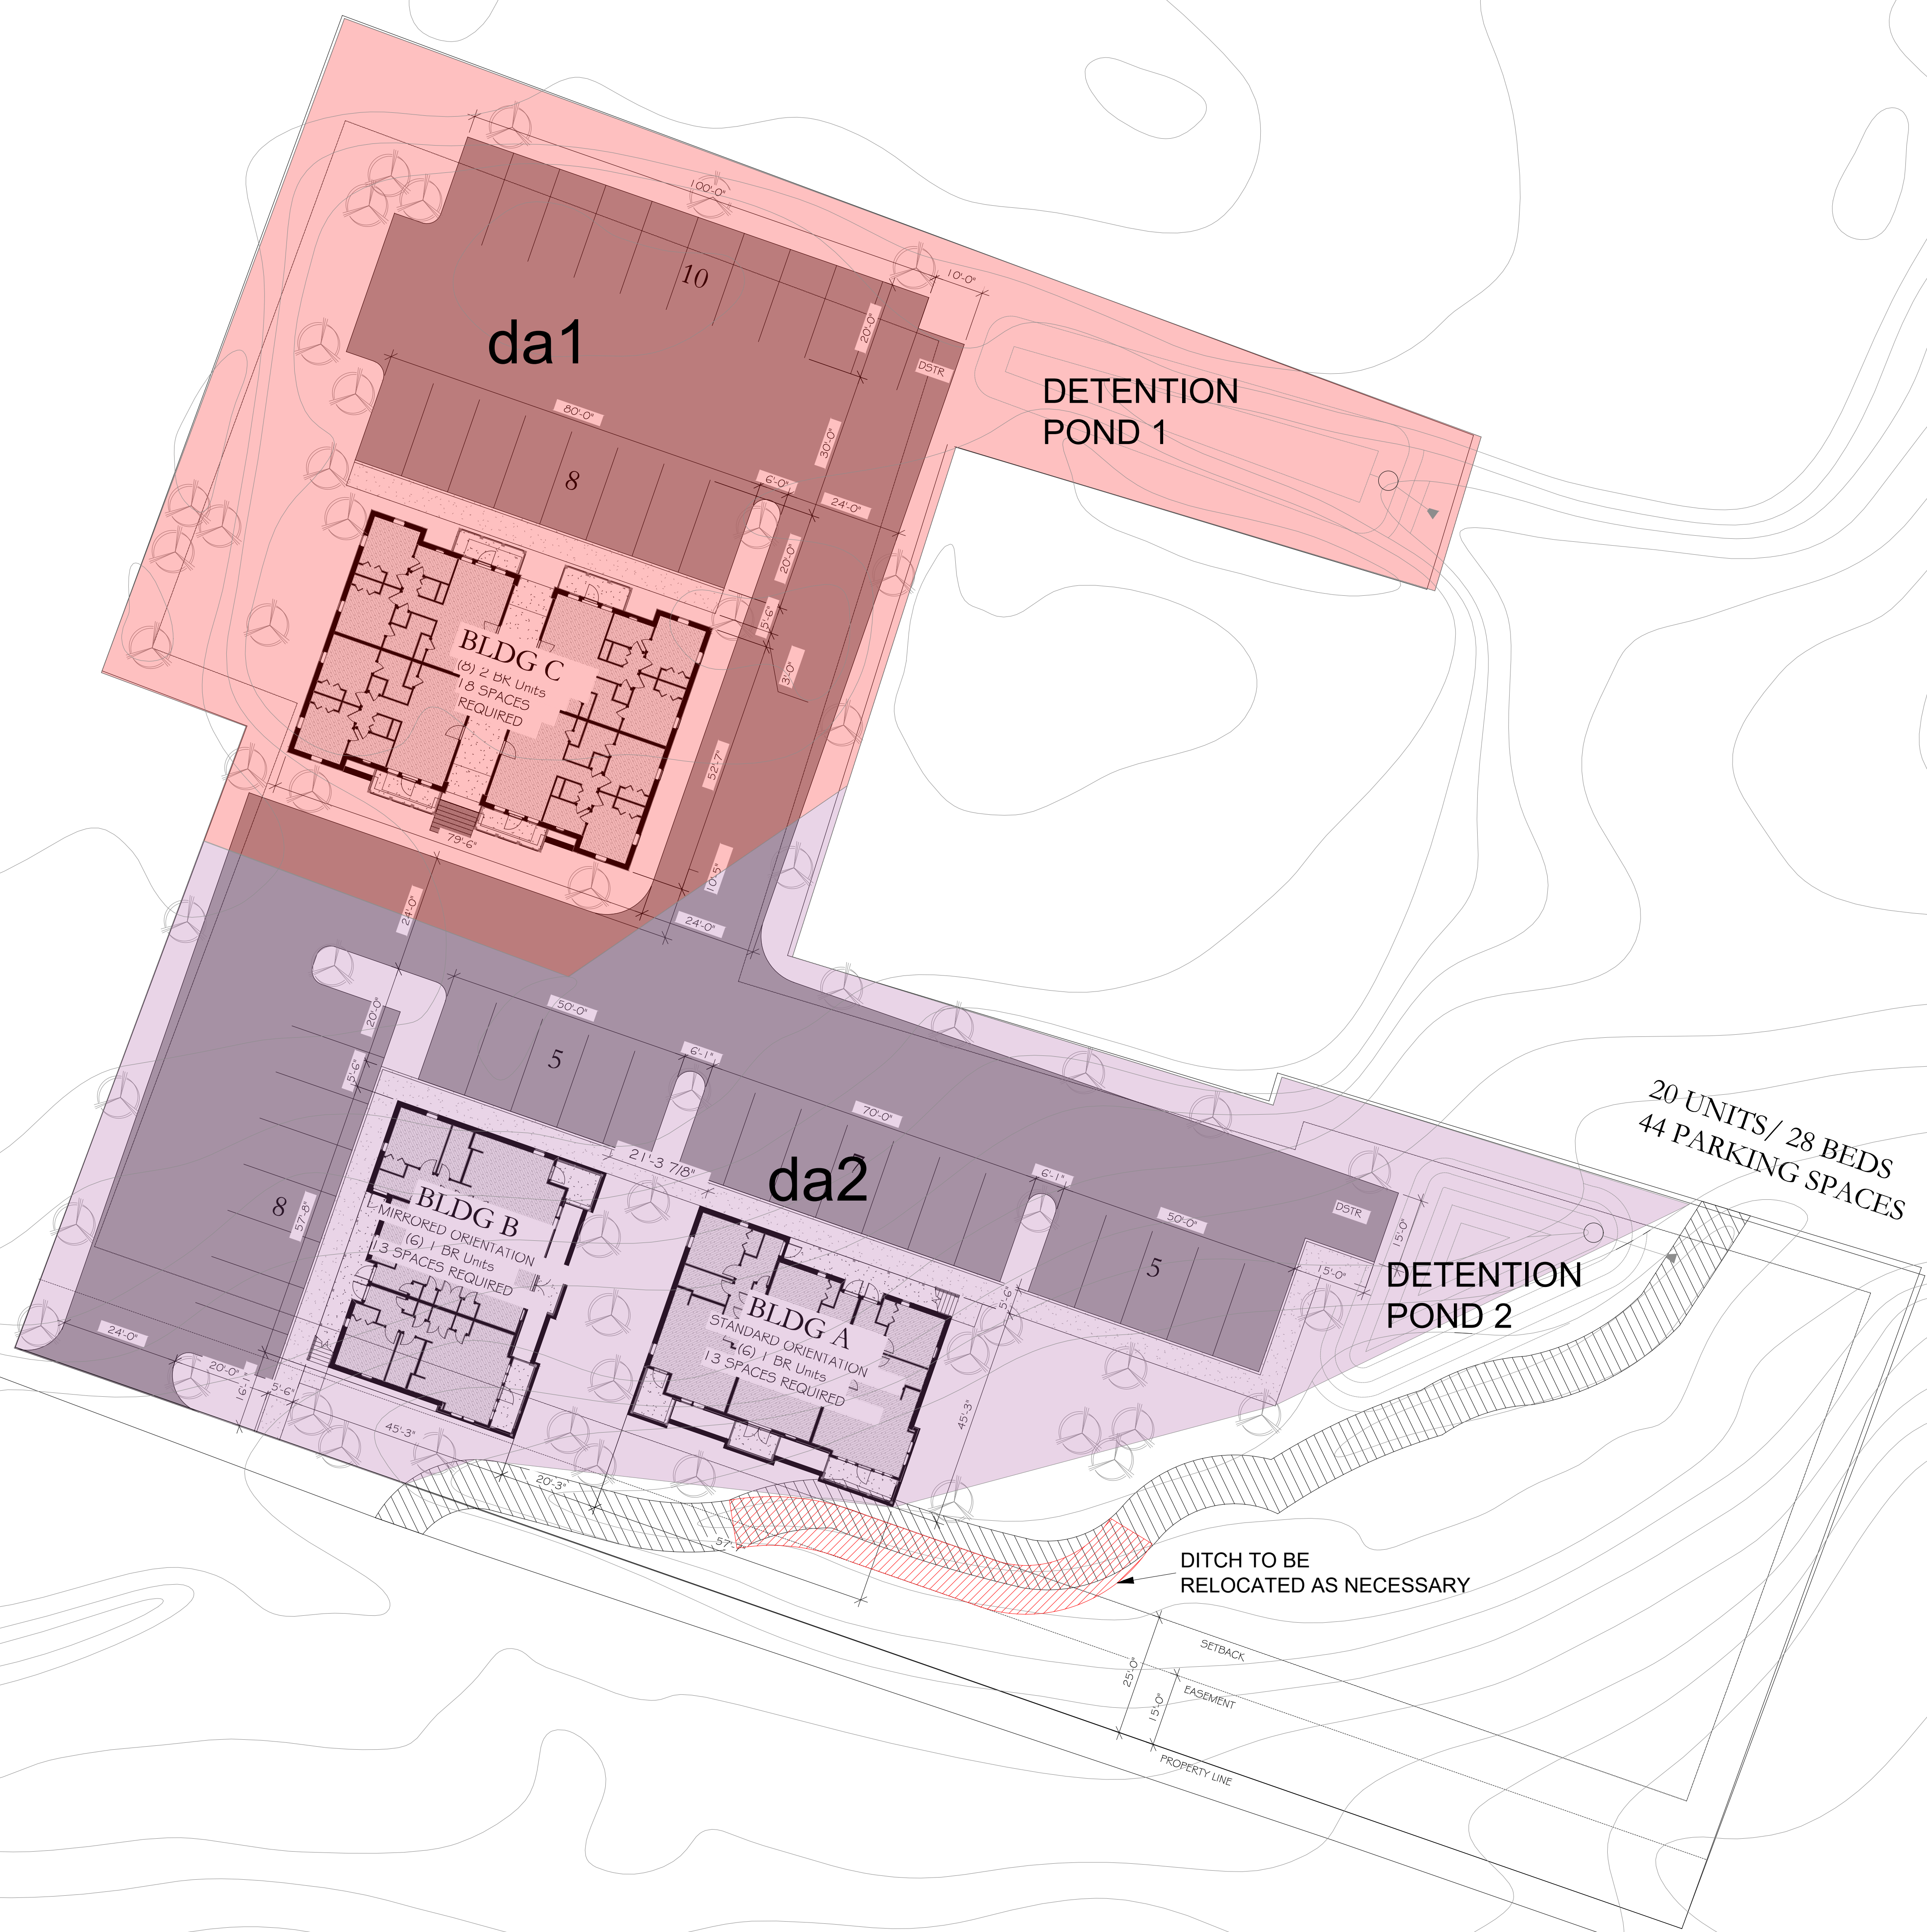 100'-0"
10'-0"
10
20'-0"
da1
DSTR.
DETENTION
POND 1
80'-0"
30'-0"
8
6'-0"
24'-0"
20'-0"
5'-6"
BLDG C
(8) 2 BR Units
18 SPACES
REQUIRED
3'-0"
52'-7"
79'-6"
10'-5"
24'-0"
24'-0"
50'-0"
20'-0"
5
6'-1"
5'-6"
70'-0"
20 UNITS/ 28 BEDS
44 PARKING SPACES
21'-3 7/8"
da2
6'-1"
8
57'-8"
BLDG B
MIRRORED ORIENTATION
(6) 1 BR Units
13 SPACES REQUIRED
50'-0"
DSTR.
15'-0"
5
15'-0"
DETENTION
POND 2
5'-6"
BLDG A
STANDARD ORIENTATION
(6) 1 BR Units
13 SPACES REQUIRED
24'-0"
20'-0"
6'-1"
5'-6"
45'-3"
45'-3"
20'-3"
DITCH TO BE
RELOCATED AS NECESSARY
SETBACK
25'-0"
EASEMENT
15'-0"
PROPERTY LINE